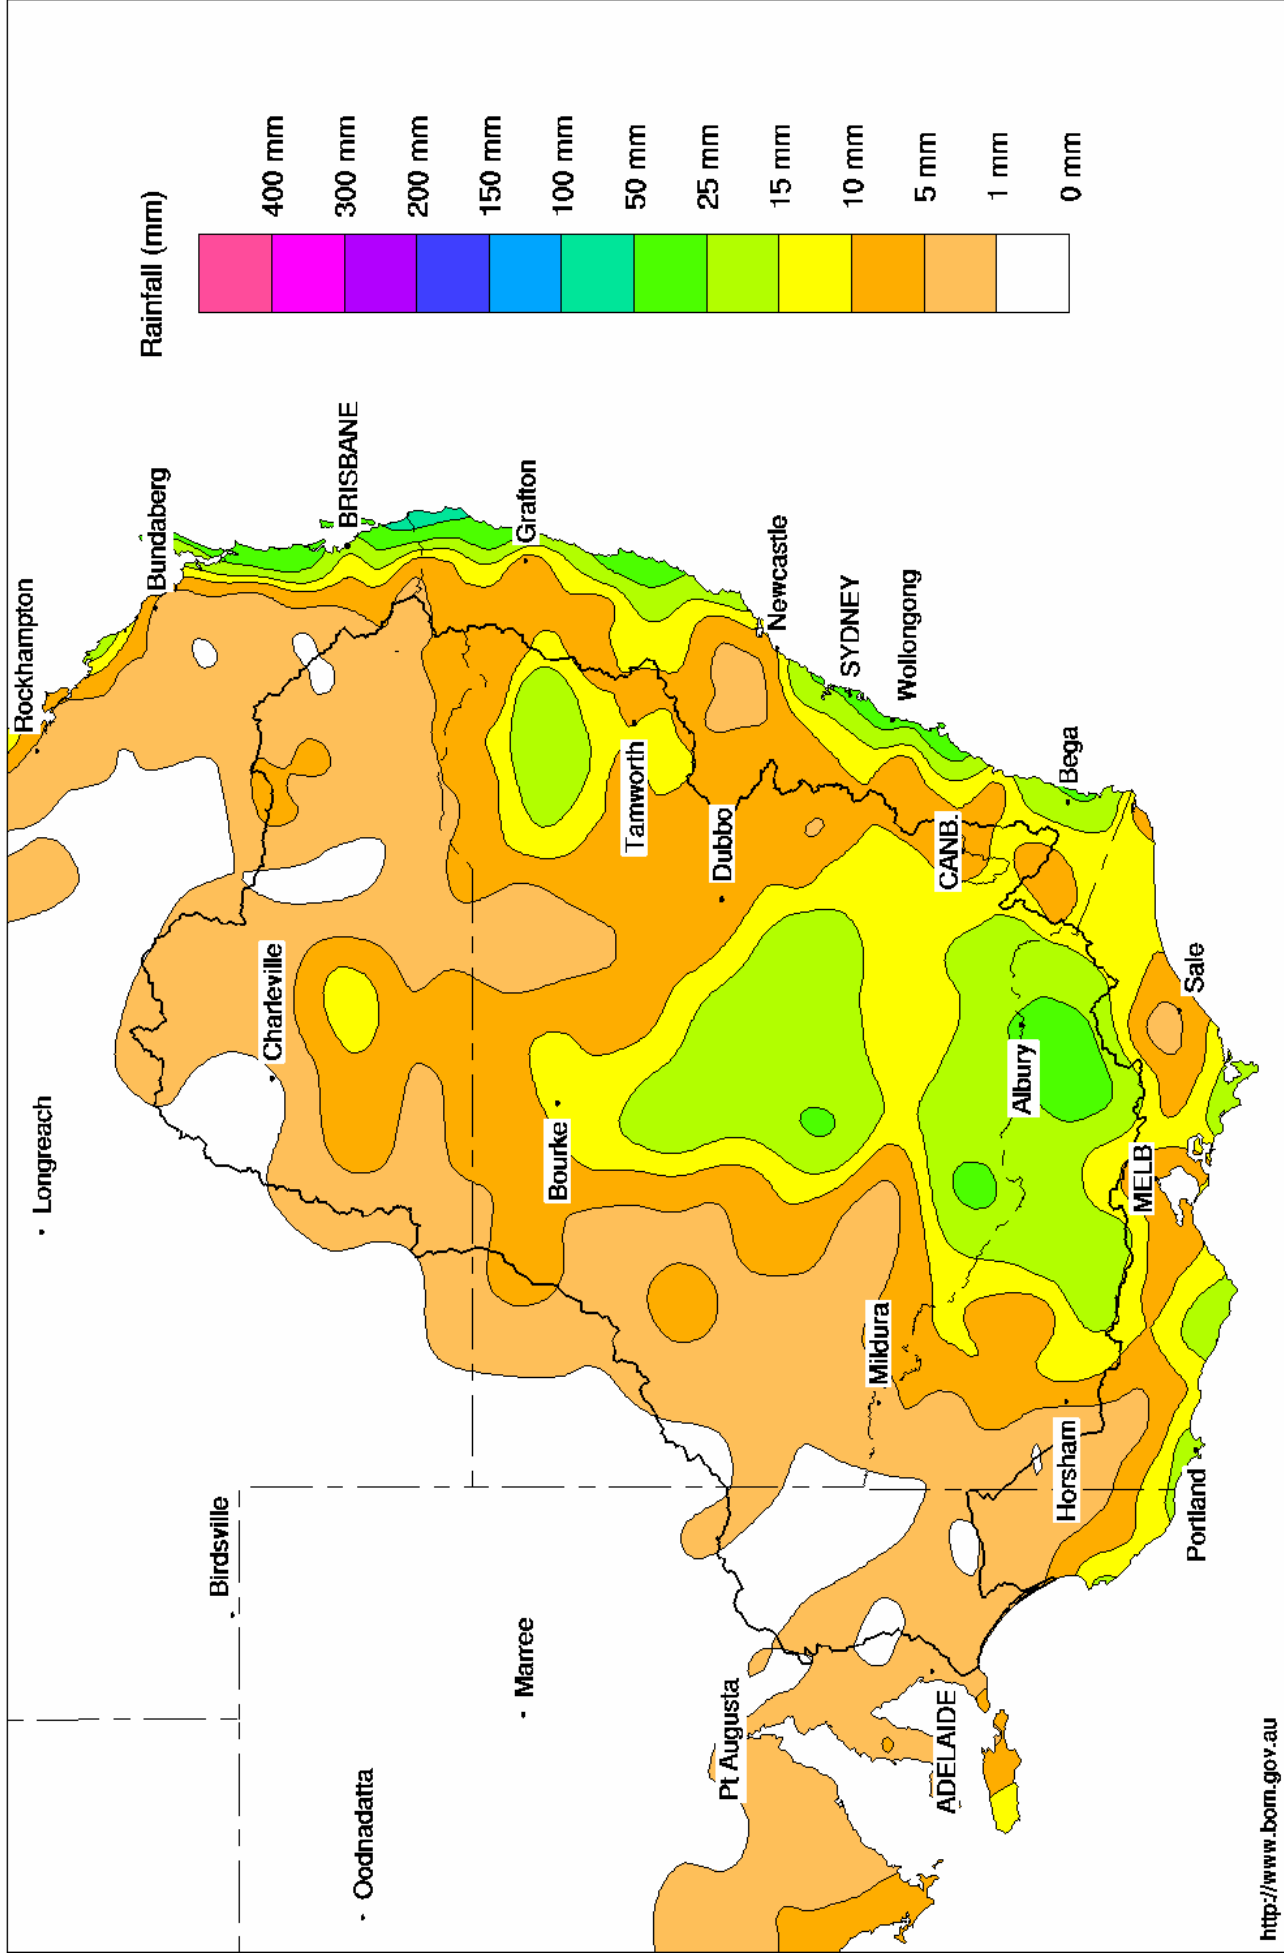 Rainfall (mm)
400 mm
300 mm
200 mm
150 mm
100 mm
50 mm
25 mm
15 mm
10 mm
5 mm
1 mm
0 mm
Rockhampton
Longreach
Bundaberg
Birdsville
Charleville
BRISBANE
Oodnadatta
Marree
Grafton
Bourke
Tamworth
Pt Augusta
Dubbo
Newcastle
SYDNEY
Mildura
Wollongong
ADELAIDE
CANB.
Albury
Horsham
Bega
MELB
Portland
Sale
http://www.bom.gov.au